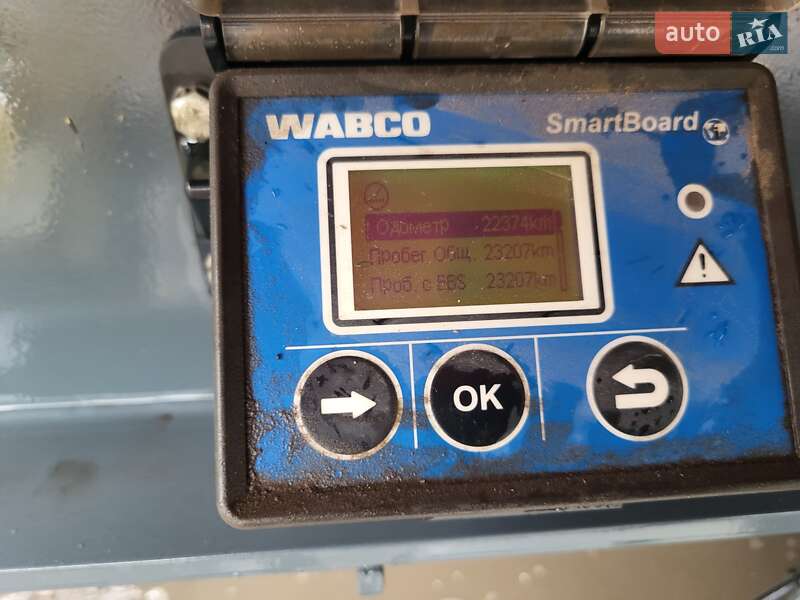 auto RIA
WABCO
SmartBoard
Одометр 22374km
Пробег Общ. 23207km
Проб. с EBS 23207km
OK